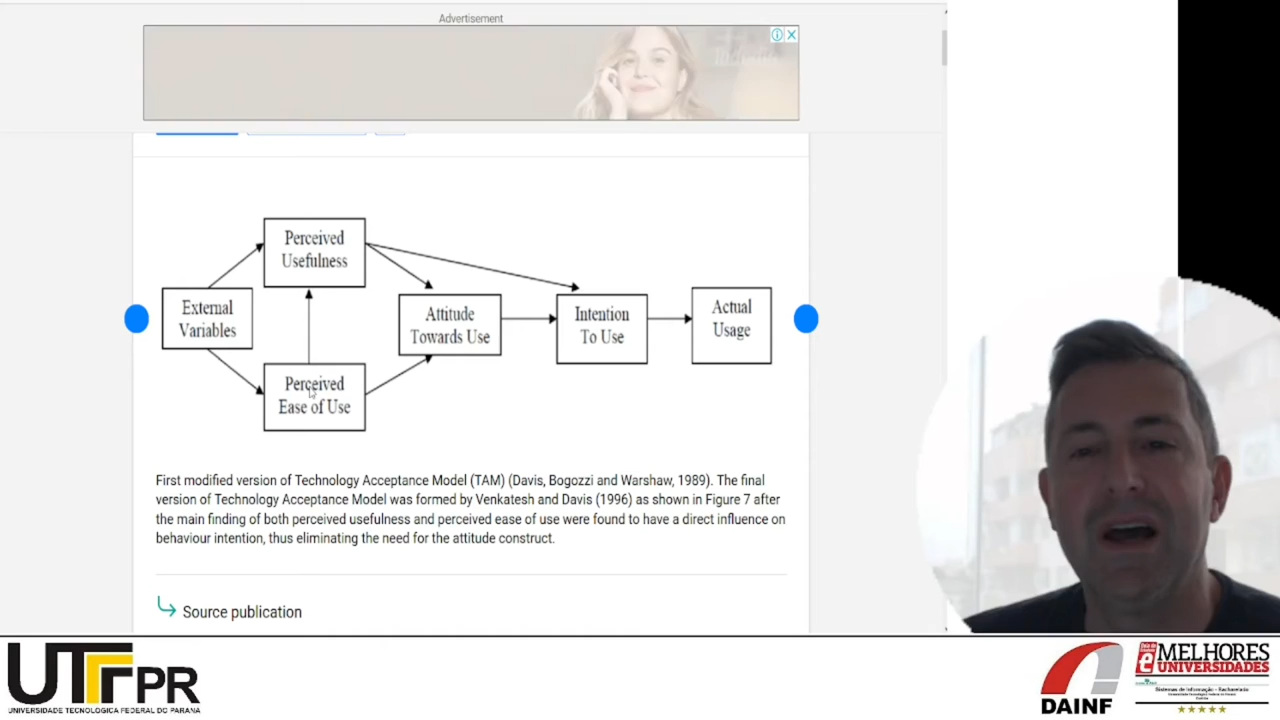 Advertisement
Perceived
Usefulness
External
Variables
Attitude
Towards Use
Intention
To Use
Actual
Usage
Perceived
Ease of Use
First modified version of Technology Acceptance Model (TAM) (Davis, Bogozzi and Warshaw, 1989). The final
version of Technology Acceptance Model was formed by Venkatesh and Davis (1996) as shown in Figure 7 after
the main finding of both perceived usefulness and perceived ease of use were found to have a direct influence on
behaviour intention, thus eliminating the need for the attitude construct.
Source publication
UTFPR
UNIVERSIDADE TECNOLÓGICA FEDERAL DO PARANÁ
DAINF
MELHORES
UNIVERSIDADES
Sistemas de Informação - Bacharelado